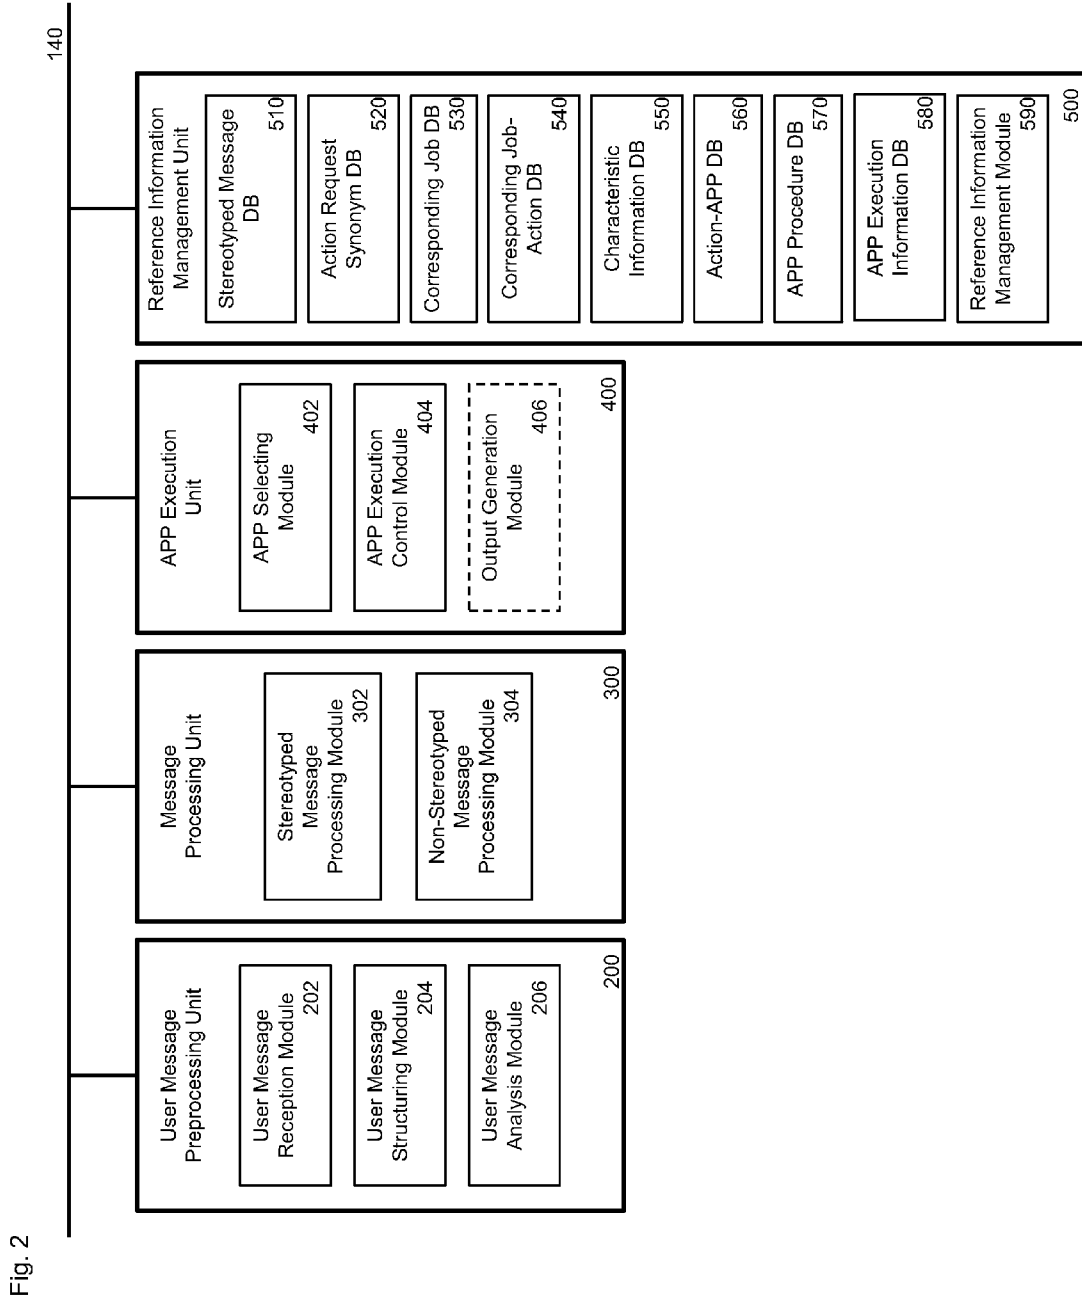 Fig. 2
140
User Message
Preprocessing Unit
User Message
Reception Module
202
User Message
Structuring Module
204
User Message
Analysis Module
206
200
Message
Processing Unit
Stereotyped
Message
Processing Module
302
Non-Stereotyped
Message
Processing Module
304
300
APP Execution
Unit
APP Selecting
Module
402
APP Execution
Control Module
404
Output Generation
Module
406
400
Reference Information
Management Unit
Stereotyped Message
DB
510
Action Request
Synonym DB
520
Corresponding Job DB
530
Corresponding Job-
Action DB
540
Characteristic
Information DB
550
Action-APP DB
560
APP Procedure DB
570
APP Execution
Information DB
580
Reference Information
Management Module
590
500